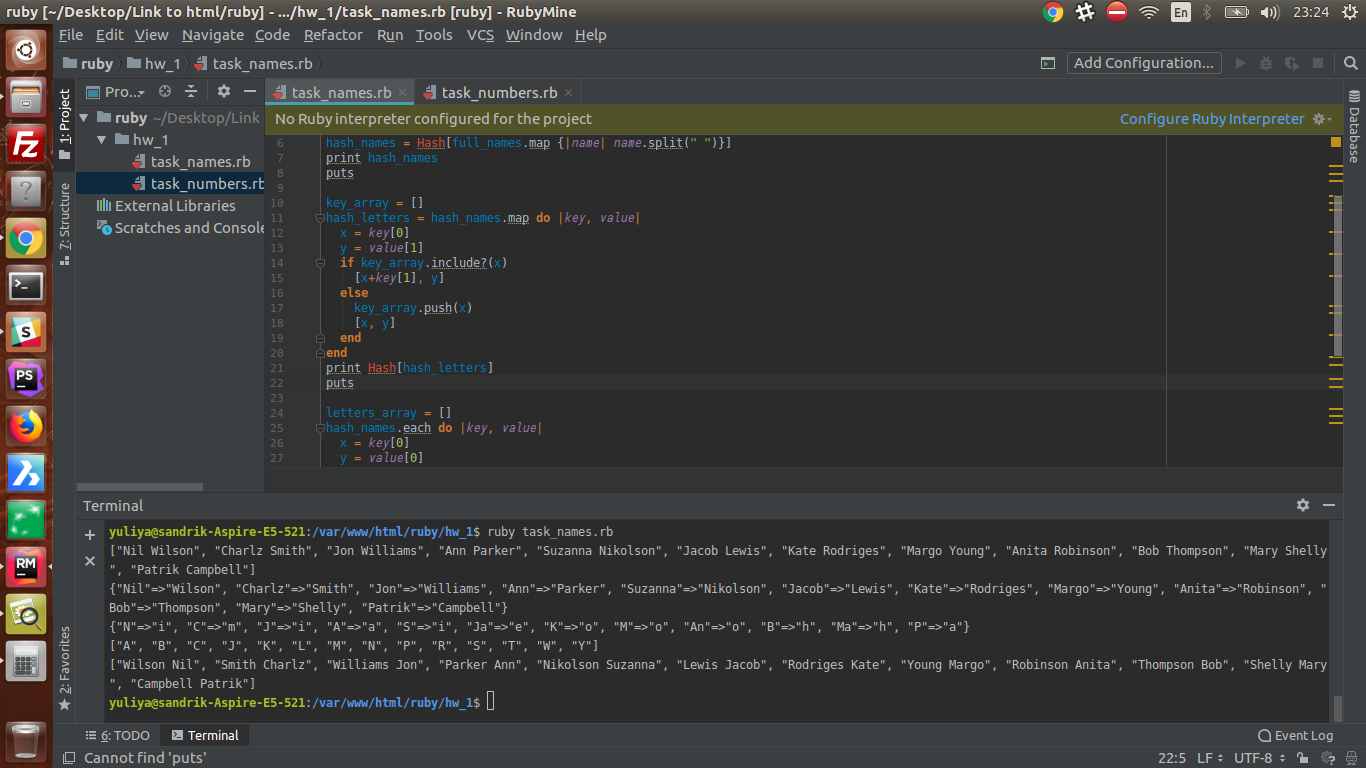 ruby [~/Desktop/Link to html/ruby] - .../hw_1/task_names.rb [ruby] - RubyMine
En
23:24
File Edit View Navigate Code Refactor Run Tools VCS Window Help
ruby hw_1 task_names.rb
Add Configuration...
1: Project
7: Structure
2: Favorites
Pro...
ruby ~/Desktop/Link
hw_1
task_names.rb
task_numbers.rb
External Libraries
Scratches and Console
task_names.rb
task_numbers.rb
No Ruby interpreter configured for the project
Configure Ruby Interpreter
Database
6 hash_names = Hash[full_names.map {|name| name.split(" ")}]
7 print hash_names
8 puts
9
10 key_array = []
11 hash_letters = hash_names.map do |key, value|
12 x = key[0]
13 y = value[1]
14 if key_array.include?(x)
15 [x+key[1], y]
16 else
17 key_array.push(x)
18 [x, y]
19 end
20 end
21 print Hash[hash_letters]
22 puts
23
24 letters_array = []
25 hash_names.each do |key, value|
26 x = key[0]
27 y = value[0]
Terminal
yuliya@sandrik-Aspire-E5-521:/var/www/html/ruby/hw_1$ ruby task_names.rb
["Nil Wilson", "Charlz Smith", "Jon Williams", "Ann Parker", "Suzanna Nikolson", "Jacob Lewis", "Kate Rodriges", "Margo Young", "Anita Robinson", "Bob Thompson", "Mary Shelly
", "Patrik Campbell"]
{"Nil"=>"Wilson", "Charlz"=>"Smith", "Jon"=>"Williams", "Ann"=>"Parker", "Suzanna"=>"Nikolson", "Jacob"=>"Lewis", "Kate"=>"Rodriges", "Margo"=>"Young", "Anita"=>"Robinson", "
Bob"=>"Thompson", "Mary"=>"Shelly", "Patrik"=>"Campbell"}
{"N"=>"i", "C"=>"m", "J"=>"i", "A"=>"a", "S"=>"i", "Ja"=>"e", "K"=>"o", "M"=>"o", "An"=>"o", "B"=>"h", "Ma"=>"h", "P"=>"a"}
["A", "B", "C", "J", "K", "L", "M", "N", "P", "R", "S", "T", "W", "Y"]
["Wilson Nil", "Smith Charlz", "Williams Jon", "Parker Ann", "Nikolson Suzanna", "Lewis Jacob", "Rodriges Kate", "Young Margo", "Robinson Anita", "Thompson Bob", "Shelly Mary
", "Campbell Patrik"]
yuliya@sandrik-Aspire-E5-521:/var/www/html/ruby/hw_1$
6: TODO
Terminal
Event Log
Cannot find 'puts'
22:5 LF UTF-8
Fz
?
S
PS
RM